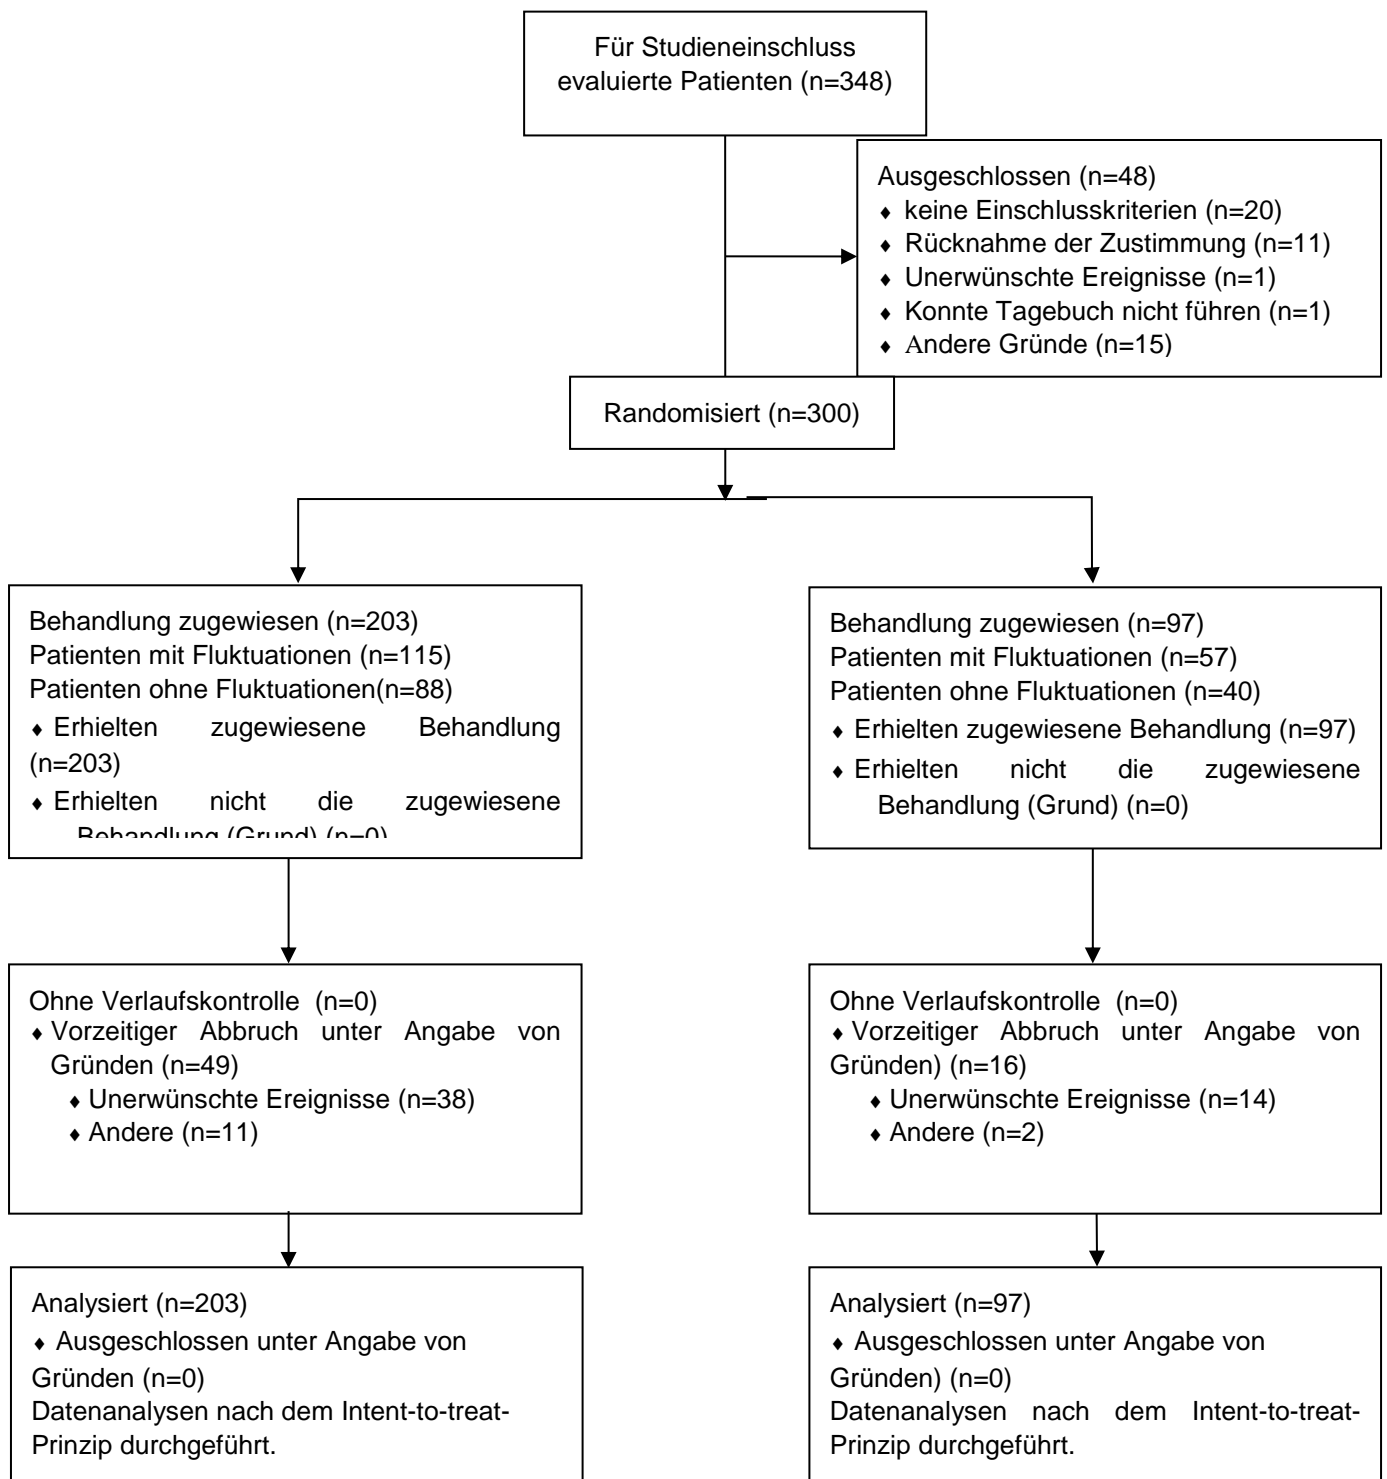 Für Studieneinschluss
evaluierte Patienten (n=348)
Ausgeschlossen (n=48)
♦ keine Einschlusskriterien (n=20)
♦ Rücknahme der Zustimmung (n=11)
♦ Unerwünschte Ereignisse (n=1)
♦ Konnte Tagebuch nicht führen (n=1)
♦ Andere Gründe (n=15)
Randomisiert (n=300)
Behandlung zugewiesen (n=203)
Patienten mit Fluktuationen (n=115)
Patienten ohne Fluktuationen(n=88)
♦ Erhielten zugewiesene Behandlung
(n=203)
♦ Erhielten nicht die zugewiesene
Behandlung (Grund) (n=0)
Behandlung zugewiesen (n=97)
Patienten mit Fluktuationen (n=57)
Patienten ohne Fluktuationen (n=40)
♦ Erhielten zugewiesene Behandlung (n=97)
♦ Erhielten nicht die zugewiesene
Behandlung (Grund) (n=0)
Ohne Verlaufskontrolle (n=0)
♦ Vorzeitiger Abbruch unter Angabe von
Gründen (n=49)
♦ Unerwünschte Ereignisse (n=38)
♦ Andere (n=11)
Ohne Verlaufskontrolle (n=0)
♦ Vorzeitiger Abbruch unter Angabe von
Gründen) (n=16)
♦ Unerwünschte Ereignisse (n=14)
♦ Andere (n=2)
Analysiert (n=203)
♦ Ausgeschlossen unter Angabe von
Gründen (n=0)
Datenanalysen nach dem Intent-to-treat-
Prinzip durchgeführt.
Analysiert (n=97)
♦ Ausgeschlossen unter Angabe von
Gründen) (n=0)
Datenanalysen nach dem Intent-to-treat-
Prinzip durchgeführt.